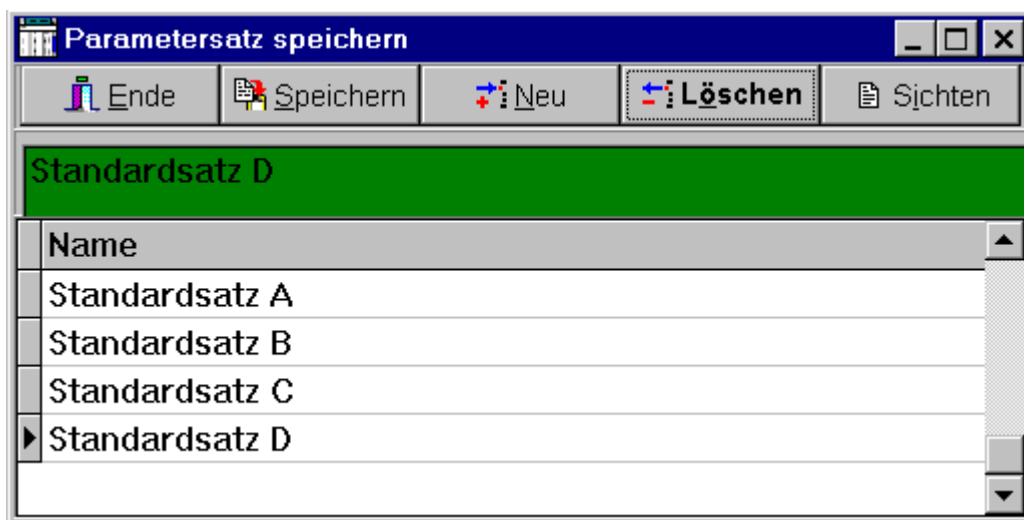 Parametersatz speichern
Ende Speichern Neu Löschen Sichten
Standardsatz D
Name
Standardsatz A
Standardsatz B
Standardsatz C
Standardsatz D